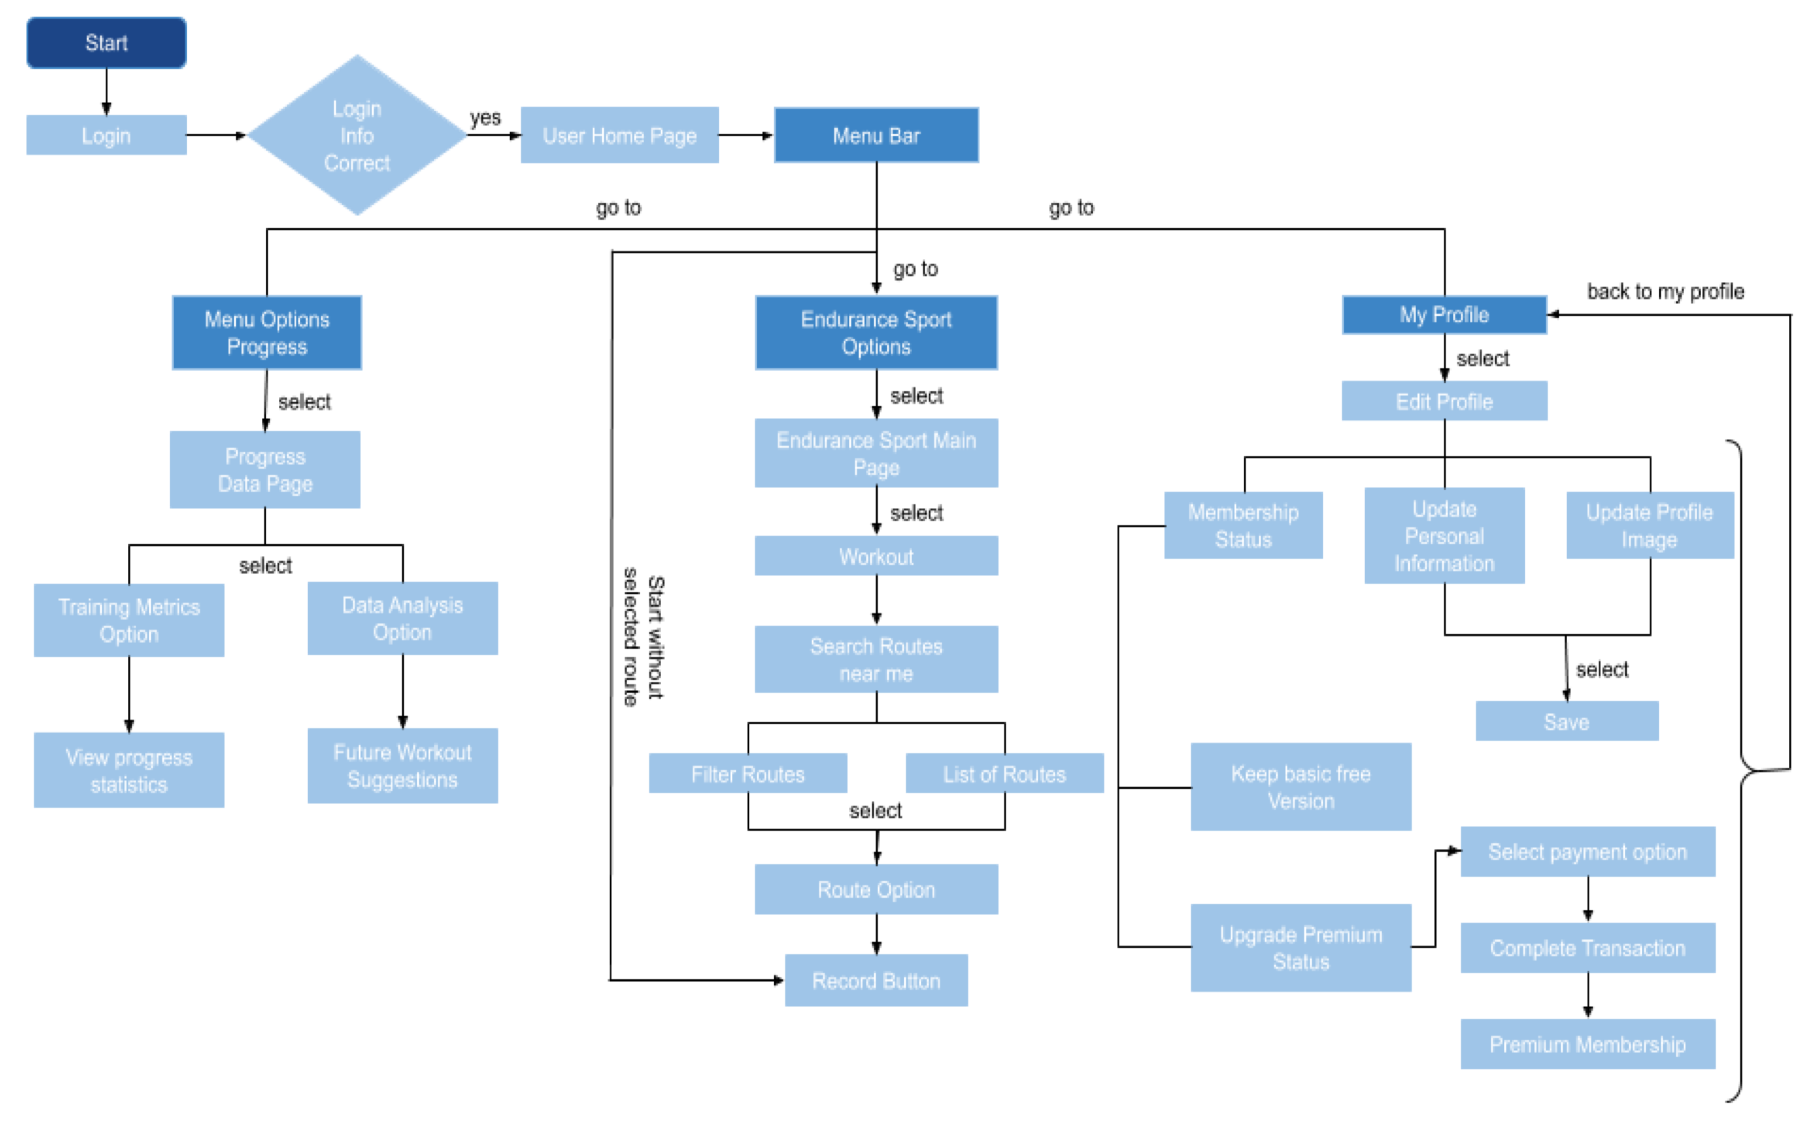 Start
Login
Login
Info
Correct
yes
User Home Page
Menu Bar
go to
go to
go to
Menu Options
Progress
select
Progress
Data Page
select
Training Metrics
Option
Data Analysis
Option
View progress
statistics
Future Workout
Suggestions
Start without
selected route
Endurance Sport
Options
select
Endurance Sport Main
Page
select
Workout
Search Routes
near me
Filter Routes
List of Routes
select
Route Option
Record Button
My Profile
back to my profile
select
Edit Profile
Membership
Status
Update
Personal
Information
Update Profile
Image
select
Save
Keep basic free
Version
Upgrade Premium
Status
Select payment option
Complete Transaction
Premium Membership